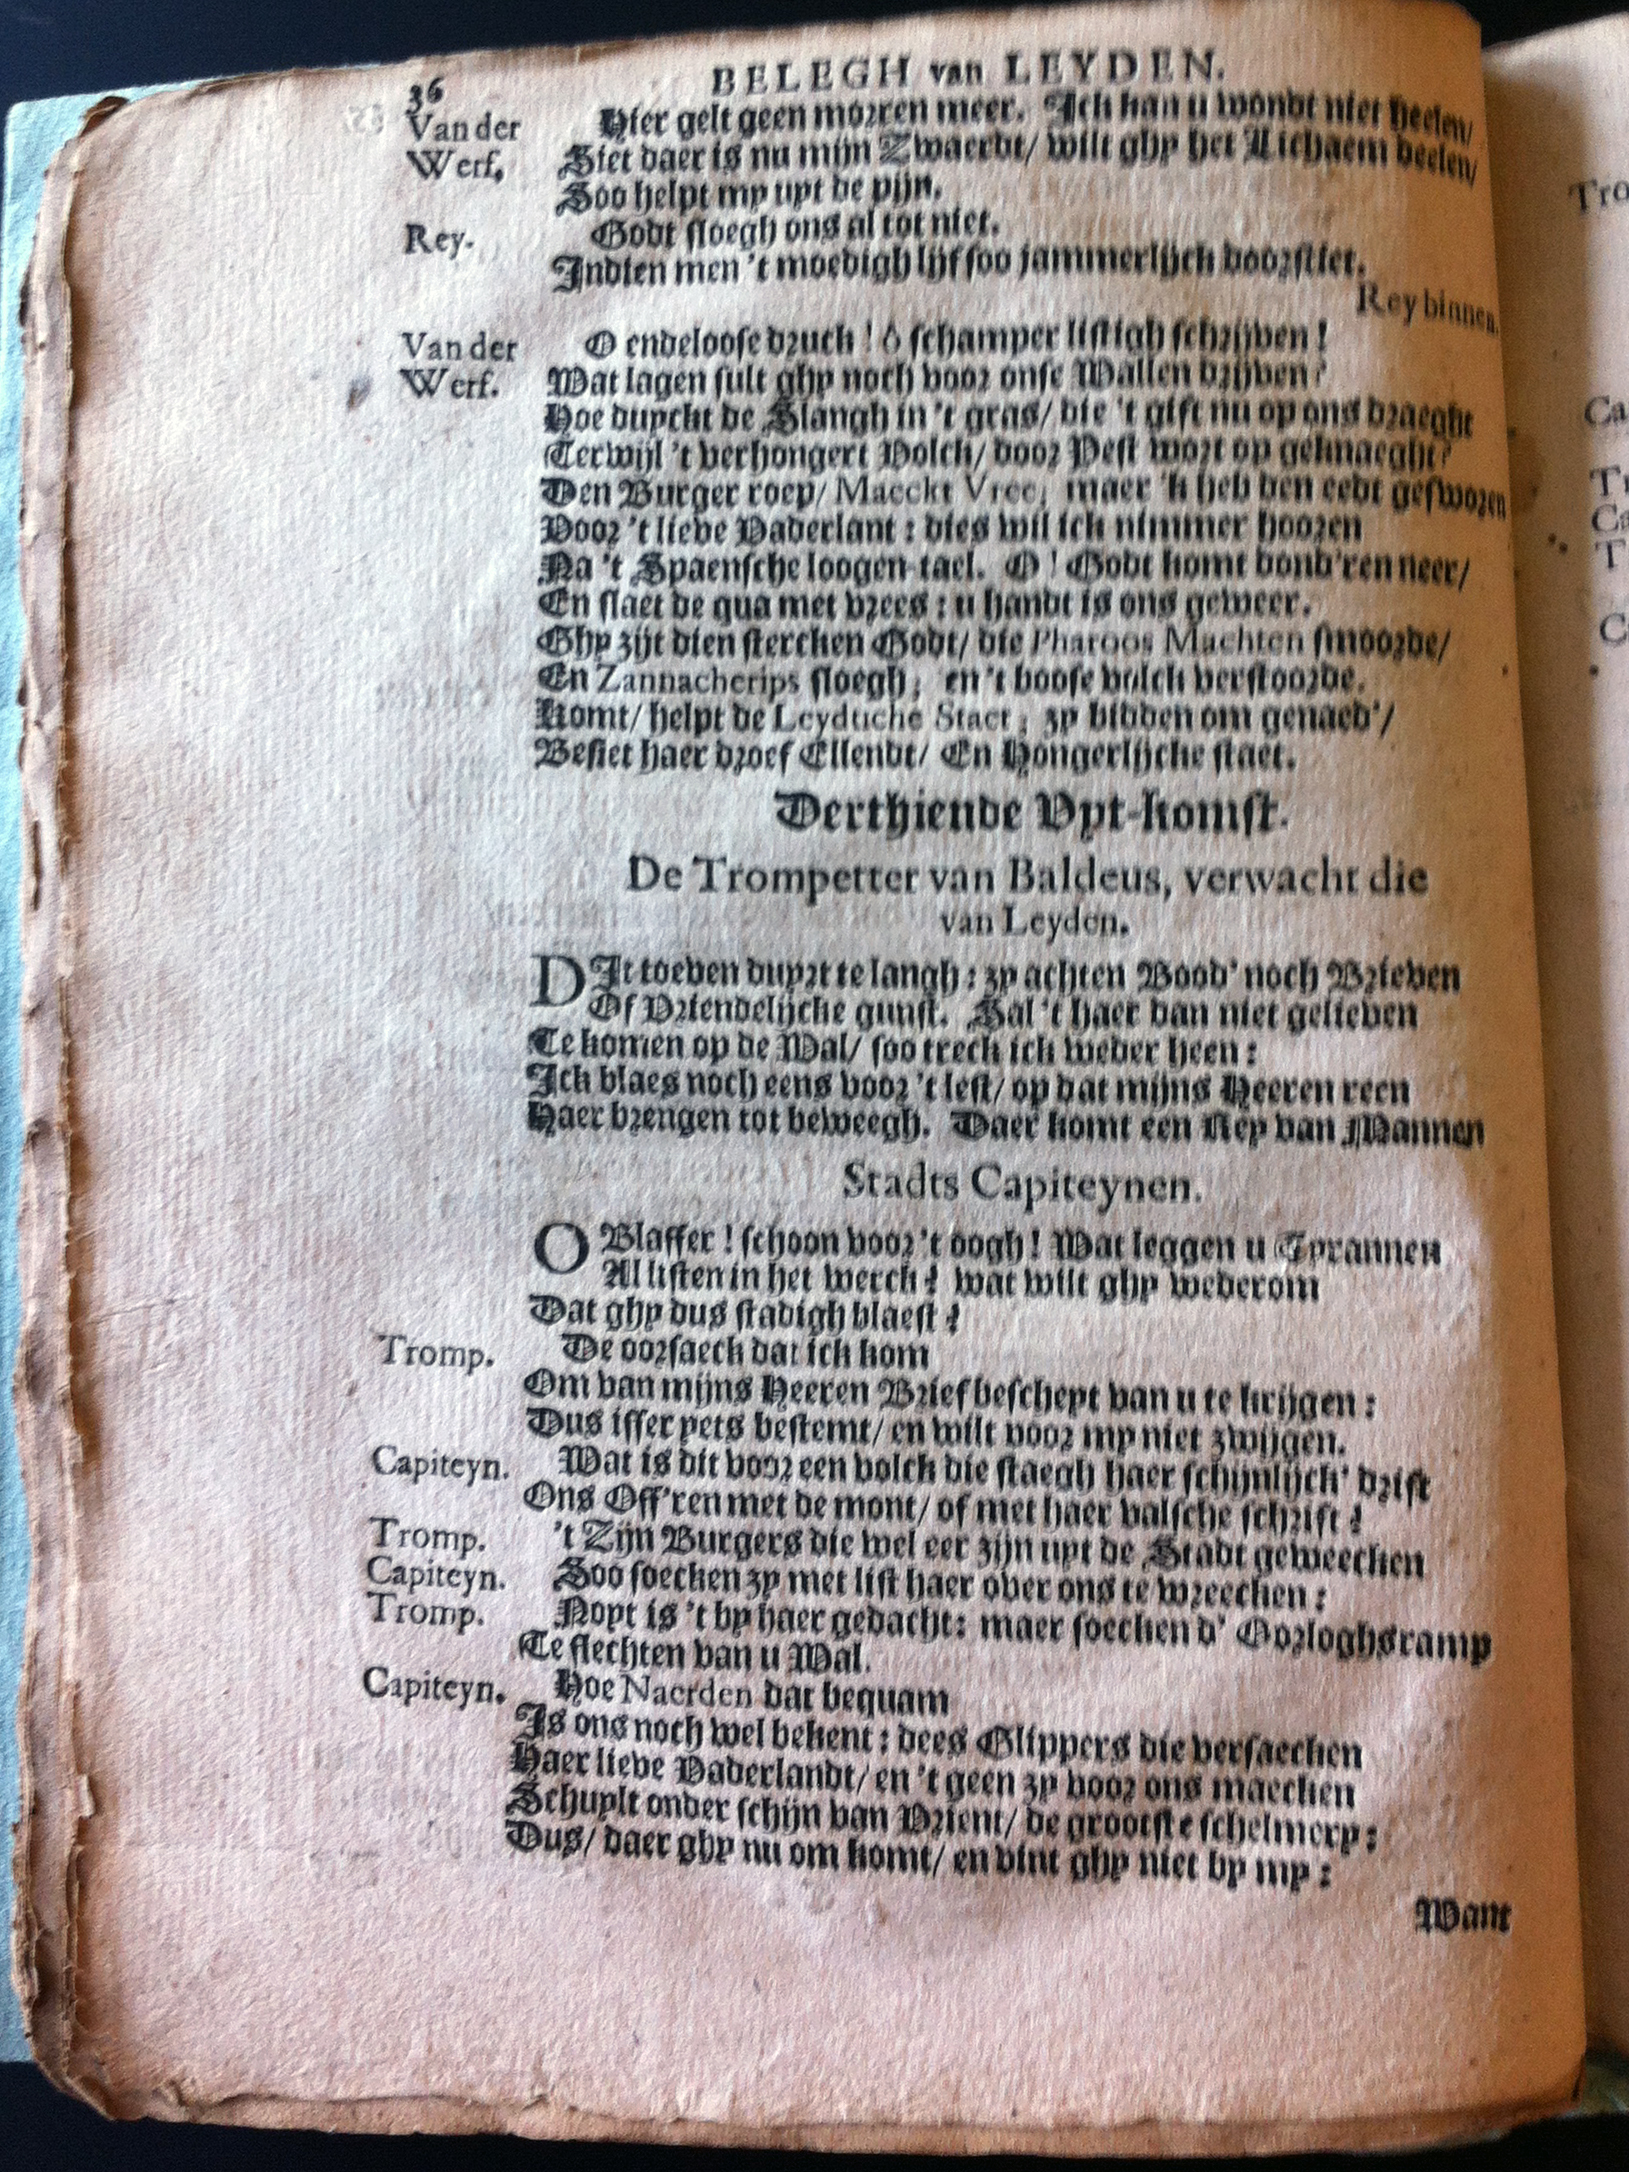 36 BELEGH van LEYDEN.
Van der Hier gelt geen morren meer. Ick kan u wondt niet heelen/
Werf. Siet daer is nu mijn Zwaerdt/ wilt ghy het Lichaem deelen/
Soo helpt my uyt de pijn.
Rey. Godt sloegh ons al tot niet.
Indien men 't moedigh lijf soo jammerlijck doorstiet.
Rey binnen.
Van der O endeloose druck! ô schamper listigh schrijven!
Werf. Wat lagen sult ghy noch voor onse Wallen drijven?
Hoe duyckt de Slangh in 't gras/ die 't gift nu op ons draeght
Terwijl 't verhongert Volck/ door Pest wort op geknaeght?
Den Burger roep/ Maeckt Vree, maer 'k heb den eedt gesworen
Voor 't lieve Vaderlant: dies wil ick nimmer hooren
Na 't Spaensche loogen-tael. O! Godt komt dond'ren neer/
En slaet de qua met vrees: u handt is ons geweer.
Ghy zijt dien stercken Godt/ die Pharoos Machten smoorde/
En Zannacherips sloegh; en 't boose volck verstoorde.
Komt/ helpt de Leydtsche Staet; zy bidden om genaed'/
Besiet haer droef Ellendt/ En Hongerlijcke staet.
Derthiende Uyt-komst.
De Trompetter van Baldeus, verwacht die
van Leyden.
DIt toeven duyrt te langh: zy achten Bood' noch Brieven
Of Vriendelijcke gunst. Sal 't haer dan niet gelieven
Te komen op de Wal/ soo treck ick weder heen:
Ick blaes noch eens voor 't lest/ op dat mijns Heeren reen
Haer brengen tot beweegh. Daer komt een Rey van Mannen
Stadts Capiteynen.
O Blaffer! schoon voor 't oogh! Wat leggen u Tyrannen
Al listen in het werck? wat wilt ghy wederom
Dat ghy dus stadigh blaest?
Tromp. De oorsaeck dat ick kom
Om van mijns Heeren Brief bescheyt van u te krijgen:
Dus isser yets bestemt/ en wilt voor my niet zwijgen.
Capiteyn. Wat is dit voor een volck die staegh haer schijnlijck' drift
Ons Off'ren met de mont/ of met haer valsche schrift?
Tromp. 't Zijn Burgers die wel eer zijn uyt de Stadt geweecken
Capiteyn. Soo soecken zy met list haer over ons te wreecken:
Tromp. Noyt is 't by haer gedacht: maer soecken d' Oorloghsramp
Te slechten van u Wal.
Capiteyn. Hoe Naerden dat bequam
Is ons noch wel bekent: dees Glippers die versaecken
Haer lieve Vaderlandt/ en 't geen zy voor ons maecken
Schuylt onder schijn van Vrient/ de grootste schelmery:
Dus/ daer ghy nu om komt/ en vint ghy niet by my:
Want